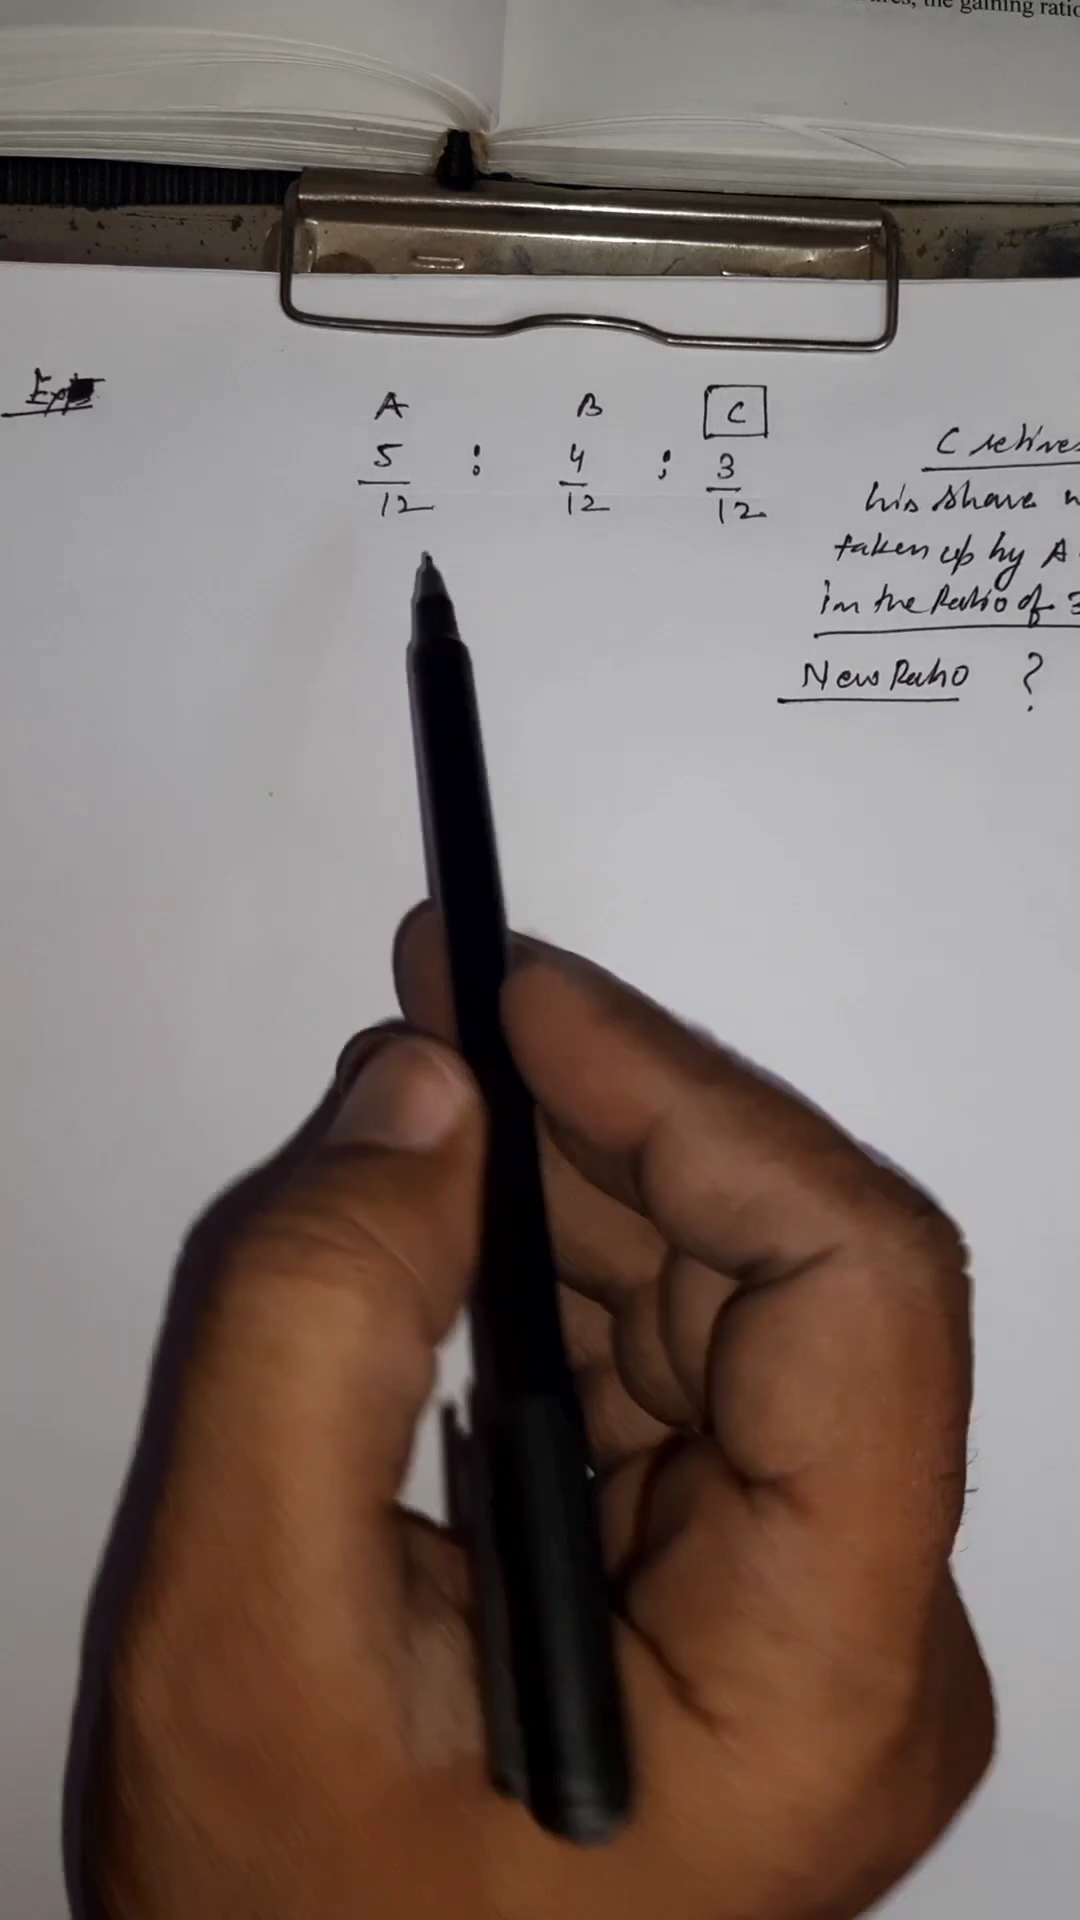 the gaining ratio
A B C
5/12 : 4/12 : 3/12
C retires
his share
taken up by A
in the Ratio of 3
New Ratio ?